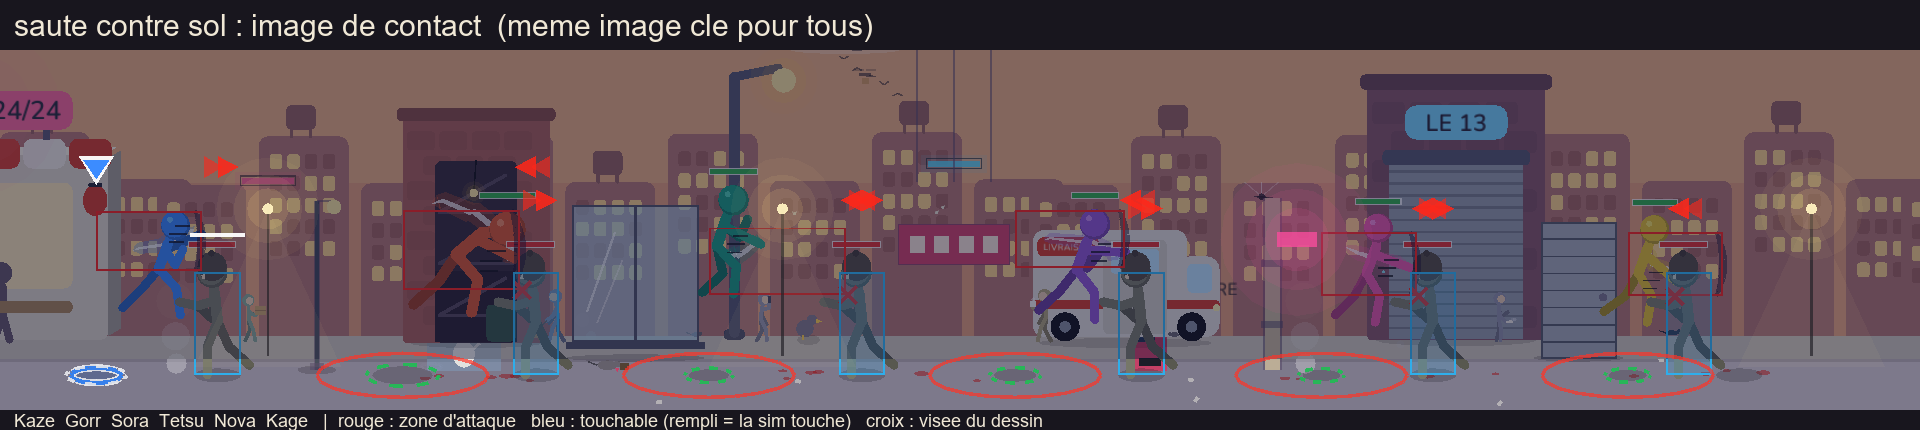 saute contre sol : image de contact (meme image cle pour tous)
24/24
LE 13
LIVRAIS
RE
Kaze Gorr Sora Tetsu Nova Kage | rouge : zone d'attaque bleu : touchable (rempli = la sim touche) croix : visee du dessin